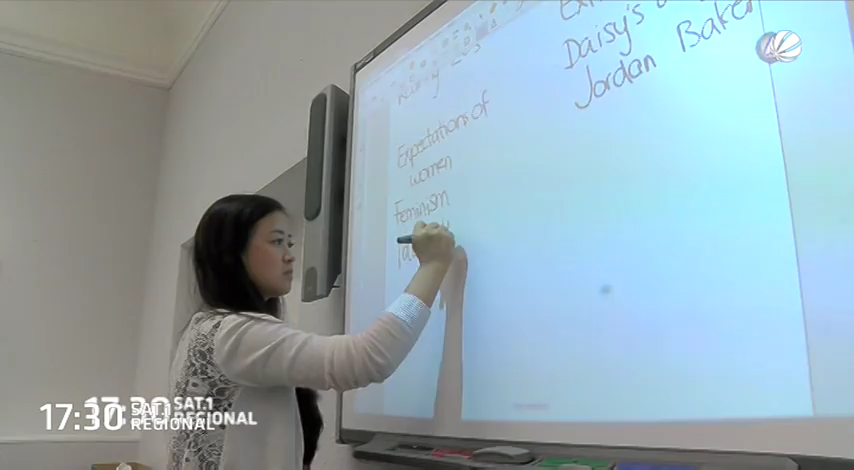 Daisy's
Jordan Baker
Expectations of
women
Feminism
17:30 SAT.1
REGIONAL